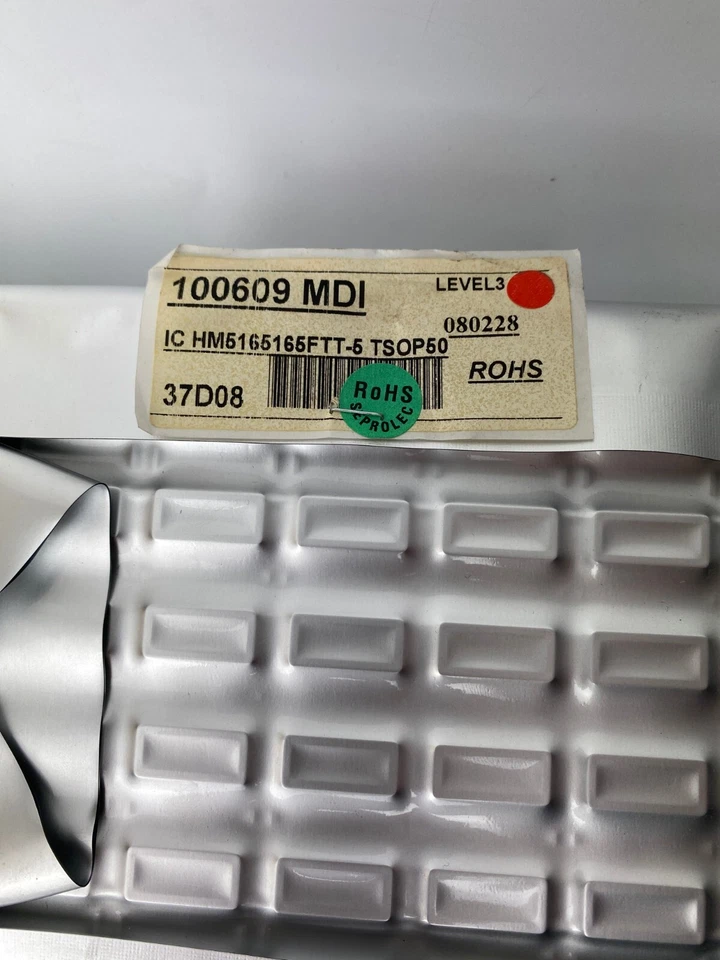 100609 MDI
LEVEL3
080228
IC HM5165165FTT-5 TSOP50
ROHS
37D08
RoHS
SEPROLEC